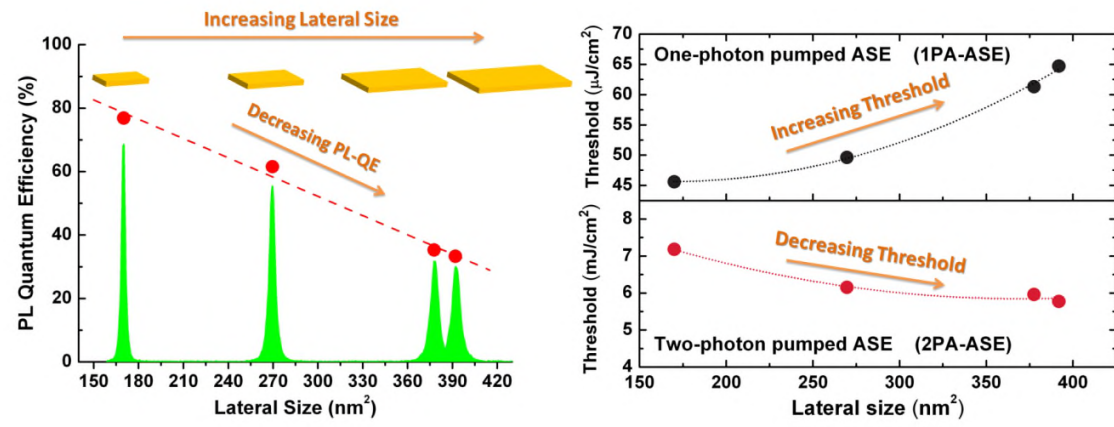 Increasing Lateral Size
100
80
60
40
20
0
PL Quantum Efficiency (%)
Decreasing PL-QE
150 180 210 240 270 300 330 360 390 420
Lateral Size (nm²)
One-photon pumped ASE (1PA-ASE)
70
65
60
55
50
45
Threshold (μJ/cm²)
Increasing Threshold
8
7
6
5
4
Threshold (mJ/cm²)
Decreasing Threshold
Two-photon pumped ASE (2PA-ASE)
150 200 250 300 350 400
Lateral size (nm²)